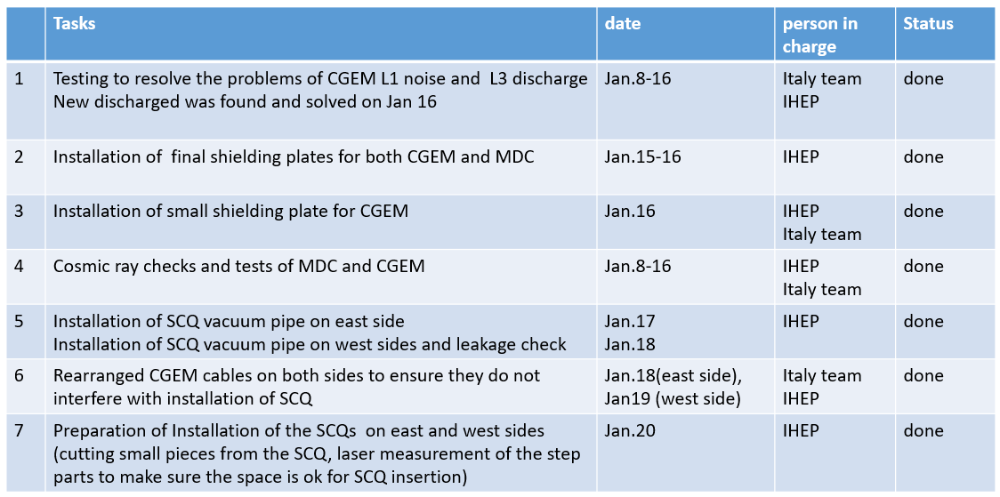 Tasks date person in charge Status
1 Testing to resolve the problems of CGEM L1 noise and L3 discharge Jan.8-16 Italy team done
New discharged was found and solved on Jan 16 IHEP
2 Installation of final shielding plates for both CGEM and MDC Jan.15-16 IHEP done
3 Installation of small shielding plate for CGEM Jan.16 IHEP done
Italy team
4 Cosmic ray checks and tests of MDC and CGEM Jan.8-16 IHEP done
Italy team
5 Installation of SCQ vacuum pipe on east side Jan.17 IHEP done
Installation of SCQ vacuum pipe on west sides and leakage check Jan.18
6 Rearranged CGEM cables on both sides to ensure they do not Jan.18(east side), Italy team done
interfere with installation of SCQ Jan19 (west side) IHEP
7 Preparation of Installation of the SCQs on east and west sides Jan.20 IHEP done
(cutting small pieces from the SCQ, laser measurement of the step
parts to make sure the space is ok for SCQ insertion)